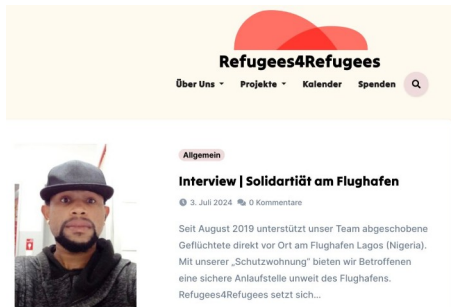 Refugees4Refugees
Über Uns Projekte Kalender Spenden
Allgemein
Interview | Solidartiät am Flughafen
3. Juli 2024 0 Kommentare
Seit August 2019 unterstützt unser Team abgeschobene
Geflüchtete direkt vor Ort am Flughafen Lagos (Nigeria).
Mit unserer „Schutzwohnung" bieten wir Betroffenen
eine sichere Anlaufstelle unweit des Flughafens.
Refugees4Refugees setzt sich...